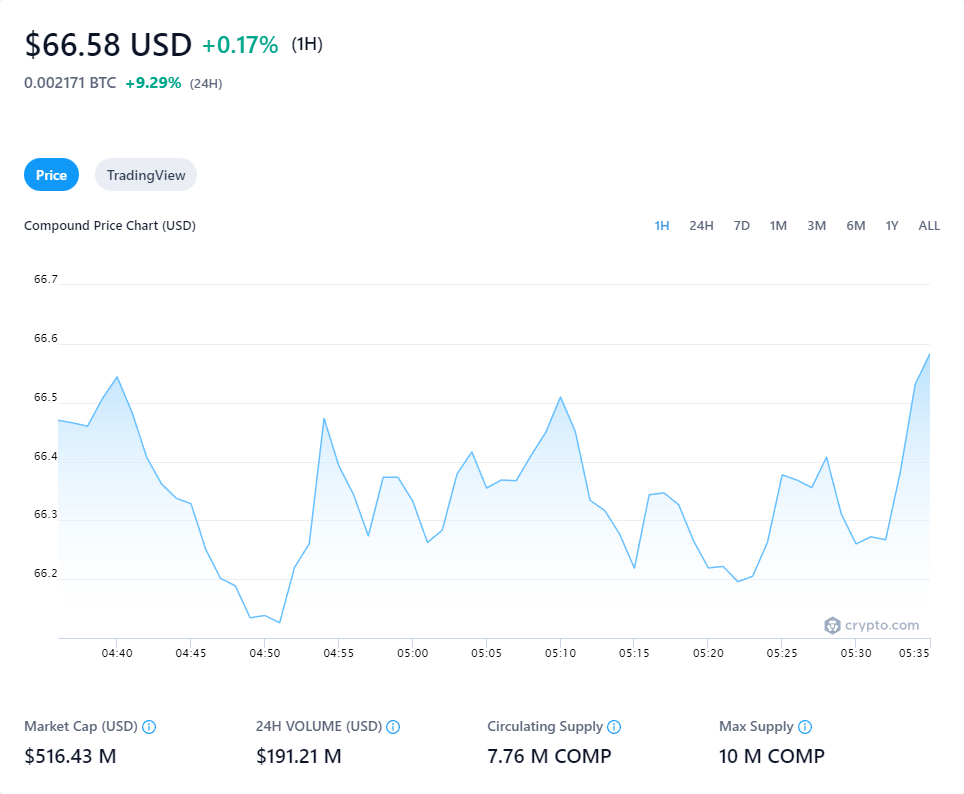 $66.58 USD +0.17% (1H)
0.002171 BTC +9.29% (24H)
Price TradingView
Compound Price Chart (USD) 1H 24H 7D 1M 3M 6M 1Y ALL
66.7
66.6
66.5
66.4
66.3
66.2
crypto.com
04:40 04:45 04:50 04:55 05:00 05:05 05:10 05:15 05:20 05:25 05:30 05:35
Market Cap (USD) 24H VOLUME (USD) Circulating Supply Max Supply
$516.43 M $191.21 M 7.76 M COMP 10 M COMP